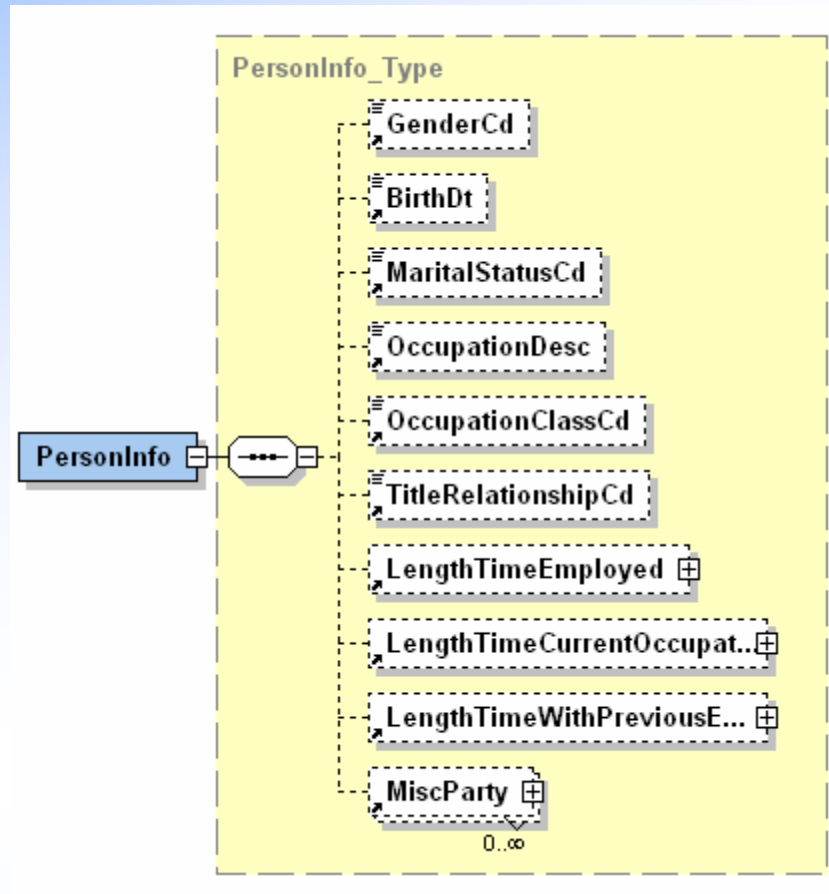 PersonInfo_Type
GenderCd
BirthDt
MaritalStatusCd
OccupationDesc
OccupationClassCd
PersonInfo
TitleRelationshipCd
LengthTimeEmployed
LengthTimeCurrentOccupat...
LengthTimeWithPreviousE...
MiscParty
0..∞